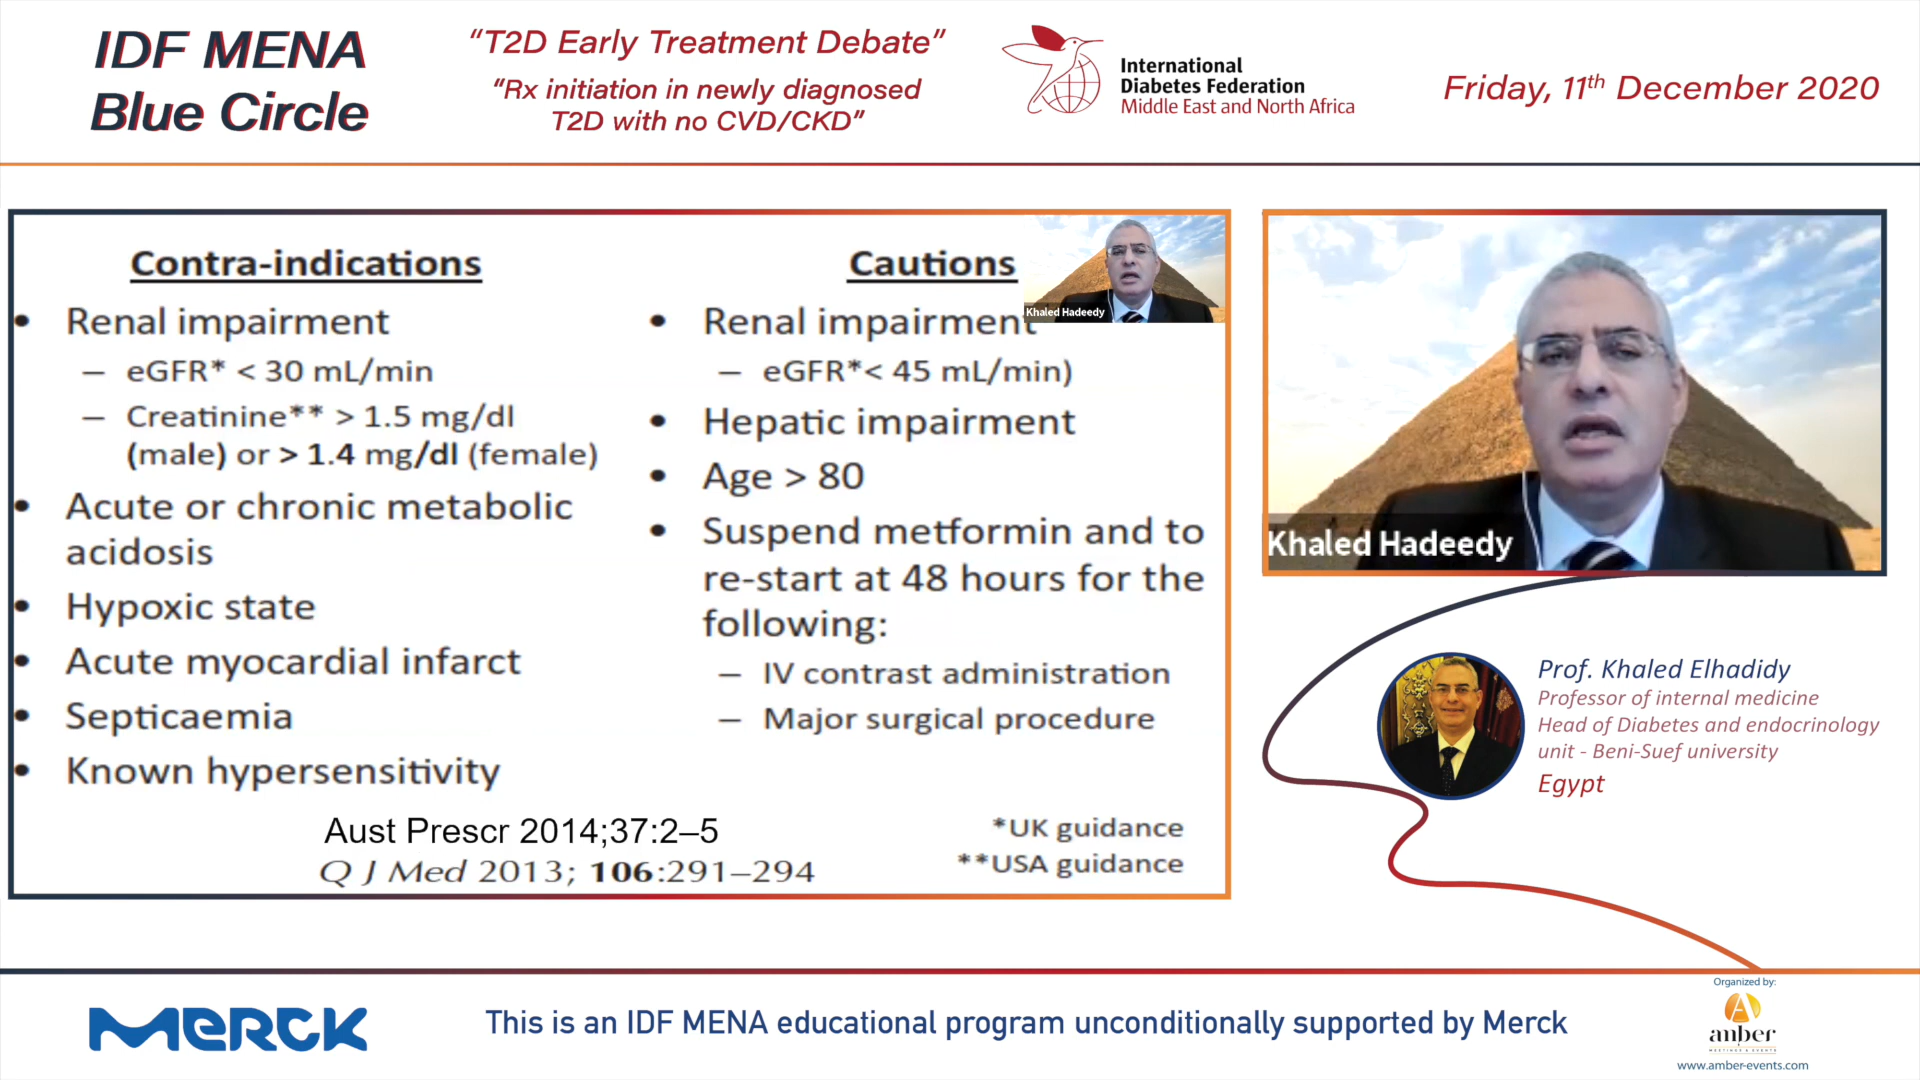 IDF MENA
Blue Circle
“T2D Early Treatment Debate”
“Rx initiation in newly diagnosed
T2D with no CVD/CKD”
International
Diabetes Federation
Middle East and North Africa
Friday, 11th December 2020
Contra-indications
• Renal impairment
– eGFR* < 30 mL/min
– Creatinine** > 1.5 mg/dl
(male) or > 1.4 mg/dl (female)
• Acute or chronic metabolic
acidosis
• Hypoxic state
• Acute myocardial infarct
• Septicaemia
• Known hypersensitivity
Cautions
• Renal impairment
– eGFR*< 45 mL/min)
• Hepatic impairment
• Age > 80
• Suspend metformin and to
re-start at 48 hours for the
following:
– IV contrast administration
– Major surgical procedure
Aust Prescr 2014;37:2–5
Q J Med 2013; 106:291–294
*UK guidance
**USA guidance
Khaled Hadeedy
Khaled Hadeedy
Prof. Khaled Elhadidy
Professor of internal medicine
Head of Diabetes and endocrinology
unit - Beni-Suef university
Egypt
MERCK
This is an IDF MENA educational program unconditionally supported by Merck
Organized by:
amber
MEETINGS & EVENTS
www.amber-events.com